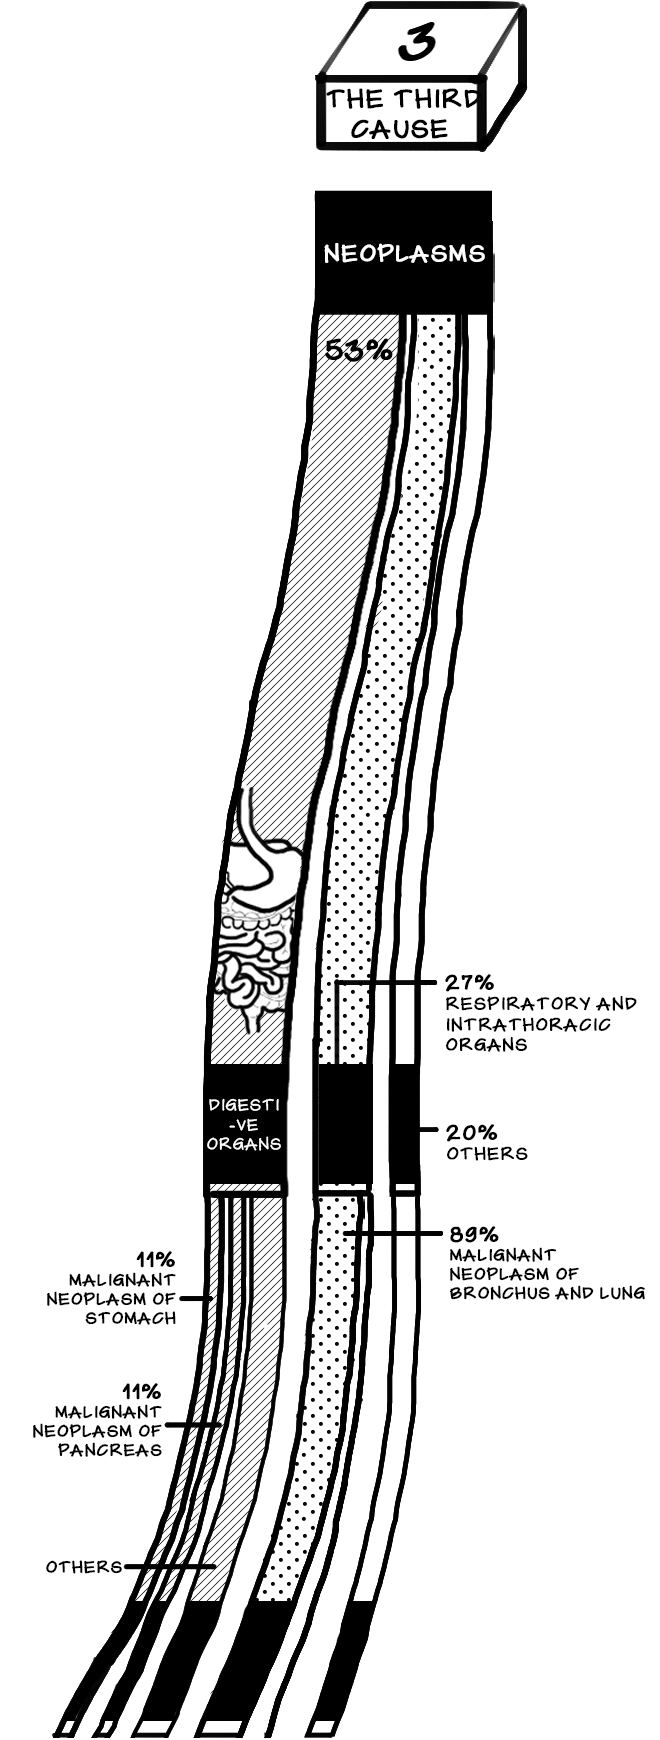 3
THE THIRD
CAUSE
NEOPLASMS
53%
27%
RESPIRATORY AND
INTRATHORACIC
ORGANS
DIGESTI
-VE
ORGANS
20%
OTHERS
89%
MALIGNANT
NEOPLASM OF
BRONCHUS AND LUNG
11%
MALIGNANT
NEOPLASM OF
STOMACH
11%
MALIGNANT
NEOPLASM OF
PANCREAS
OTHERS